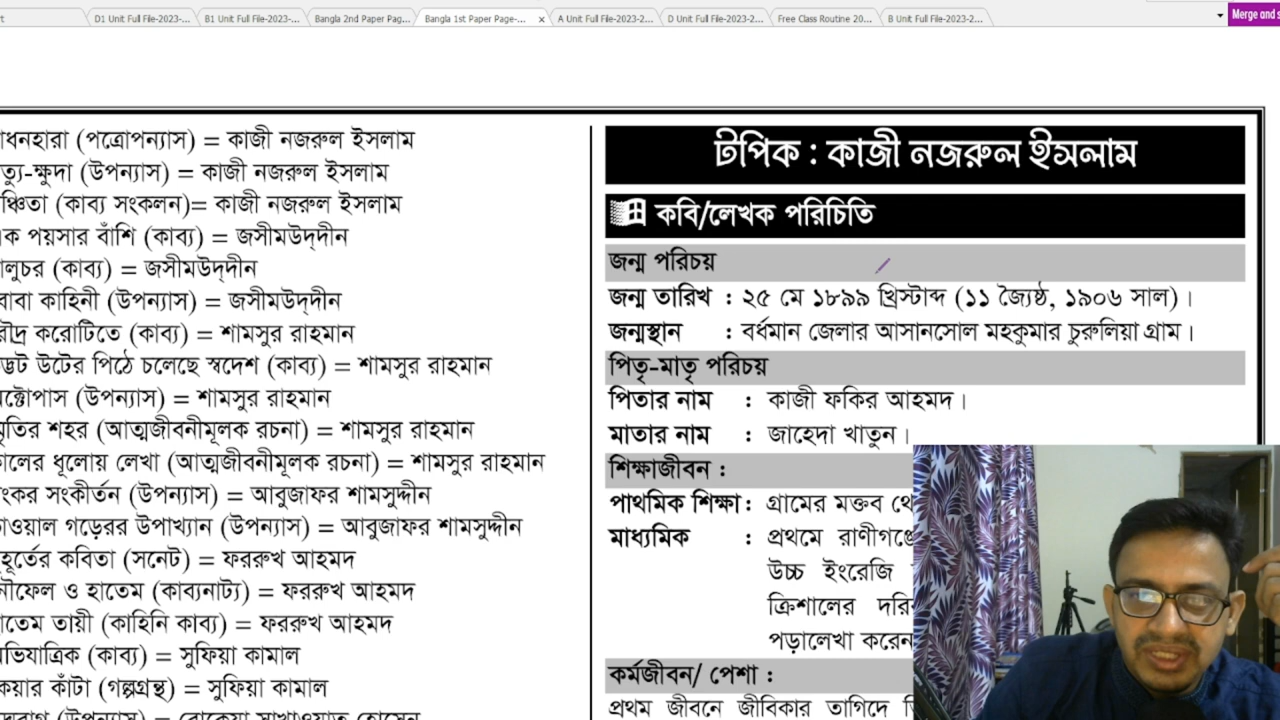 D1 Unit Full File-2023-...
B1 Unit Full File-2023-...
Bangla 2nd Paper Pag...
Bangla 1st Paper Page-...
A Unit Full File-2023-2...
D Unit Full File-2023-2...
Free Class Routine 20...
B Unit Full File-2023-2...
Merge and s
াধনহারা (পত্রোপন্যাস) = কাজী নজরুল ইসলাম
ৃত্যু-ক্ষুদা (উপন্যাস) = কাজী নজরুল ইসলাম
ঞ্চিতা (কাব্য সংকলন)= কাজী নজরুল ইসলাম
ক পয়সার বাঁশি (কাব্য) = জসীমউদ্‌দীন
ালুচর (কাব্য) = জসীমউদ্‌দীন
োবা কাহিনী (উপন্যাস) = জসীমউদ্‌দীন
রৌদ্র করোটিতে (কাব্য) = শামসুর রাহমান
দ্ভট উটের পিঠে চলেছে স্বদেশ (কাব্য) = শামসুর রাহমান
ক্টোপাস (উপন্যাস) = শামসুর রাহমান
মৃতির শহর (আত্মজীবনীমূলক রচনা) = শামসুর রাহমান
ালের ধূলোয় লেখা (আত্মজীবনীমূলক রচনা) = শামসুর রাহমান
ংকর সংকীর্তন (উপন্যাস) = আবুজাফর শামসুদ্দীন
াওয়াল গড়েরর উপাখ্যান (উপন্যাস) = আবুজাফর শামসুদ্দীন
ুহূর্তের কবিতা (সনেট) = ফররুখ আহমদ
নৌফেল ও হাতেম (কাব্যনাট্য) = ফররুখ আহমদ
াতেম তায়ী (কাহিনি কাব্য) = ফররুখ আহমদ
ভিযাত্রিক (কাব্য) = সুফিয়া কামাল
কেয়ার কাঁটা (গল্পগ্রন্থ) = সুফিয়া কামাল
টপিক : কাজী নজরুল ইসলাম
কবি/লেখক পরিচিতি
জন্ম পরিচয়
জন্ম তারিখ : ২৫ মে ১৮৯৯ খ্রিস্টাব্দ (১১ জ্যৈষ্ঠ, ১৯০৬ সাল)।
জন্মস্থান : বর্ধমান জেলার আসানসোল মহকুমার চুরুলিয়া গ্রাম।
পিতৃ-মাতৃ পরিচয়
পিতার নাম : কাজী ফকির আহমদ।
মাতার নাম : জাহেদা খাতুন।
শিক্ষাজীবন :
পাথমিক শিক্ষা : গ্রামের মক্তব থে
মাধ্যমিক : প্রথমে রাণীগঞ্জে
উচ্চ ইংরেজি
ত্রিশালের দরি
পড়ালেখা করেন
কর্মজীবন/ পেশা :
প্রথম জীবনে জীবিকার তাগিদে